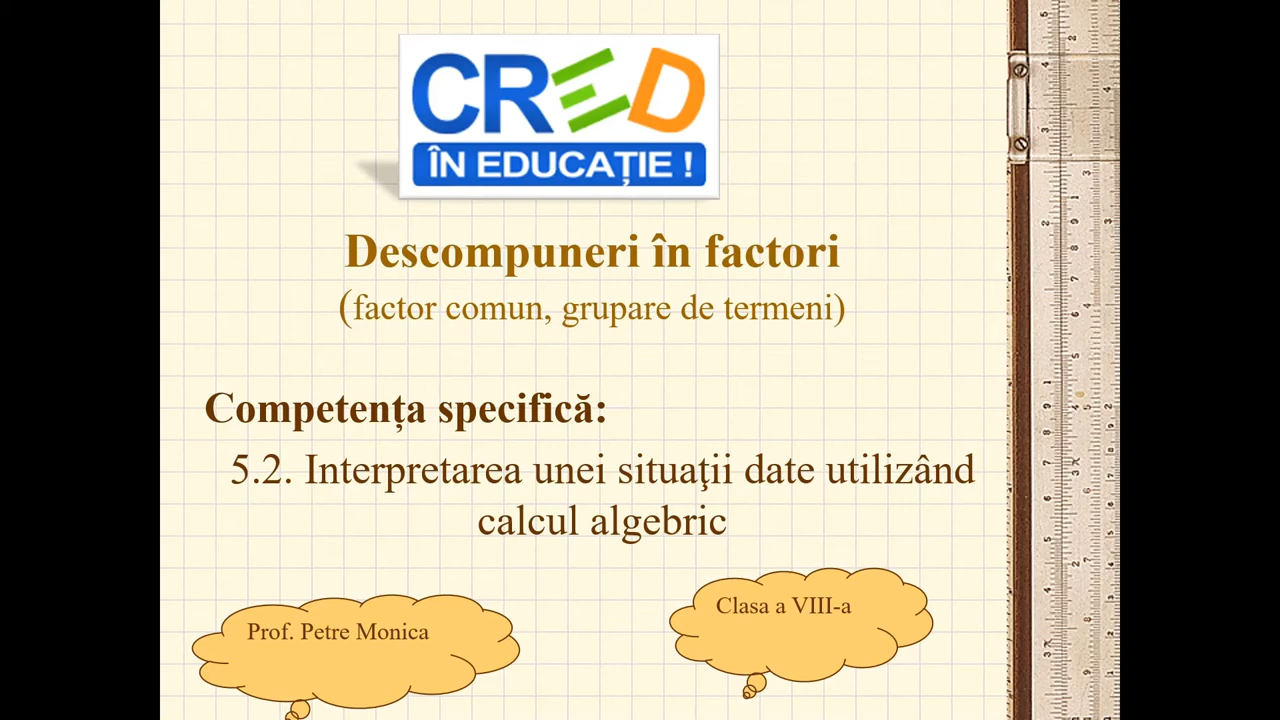 CRED
ÎN EDUCAȚIE !
Descompuneri în factori
(factor comun, grupare de termeni)
Competența specifică:
5.2. Interpretarea unei situaţii date utilizând
calcul algebric
Clasa a VIII-a
Prof. Petre Monica